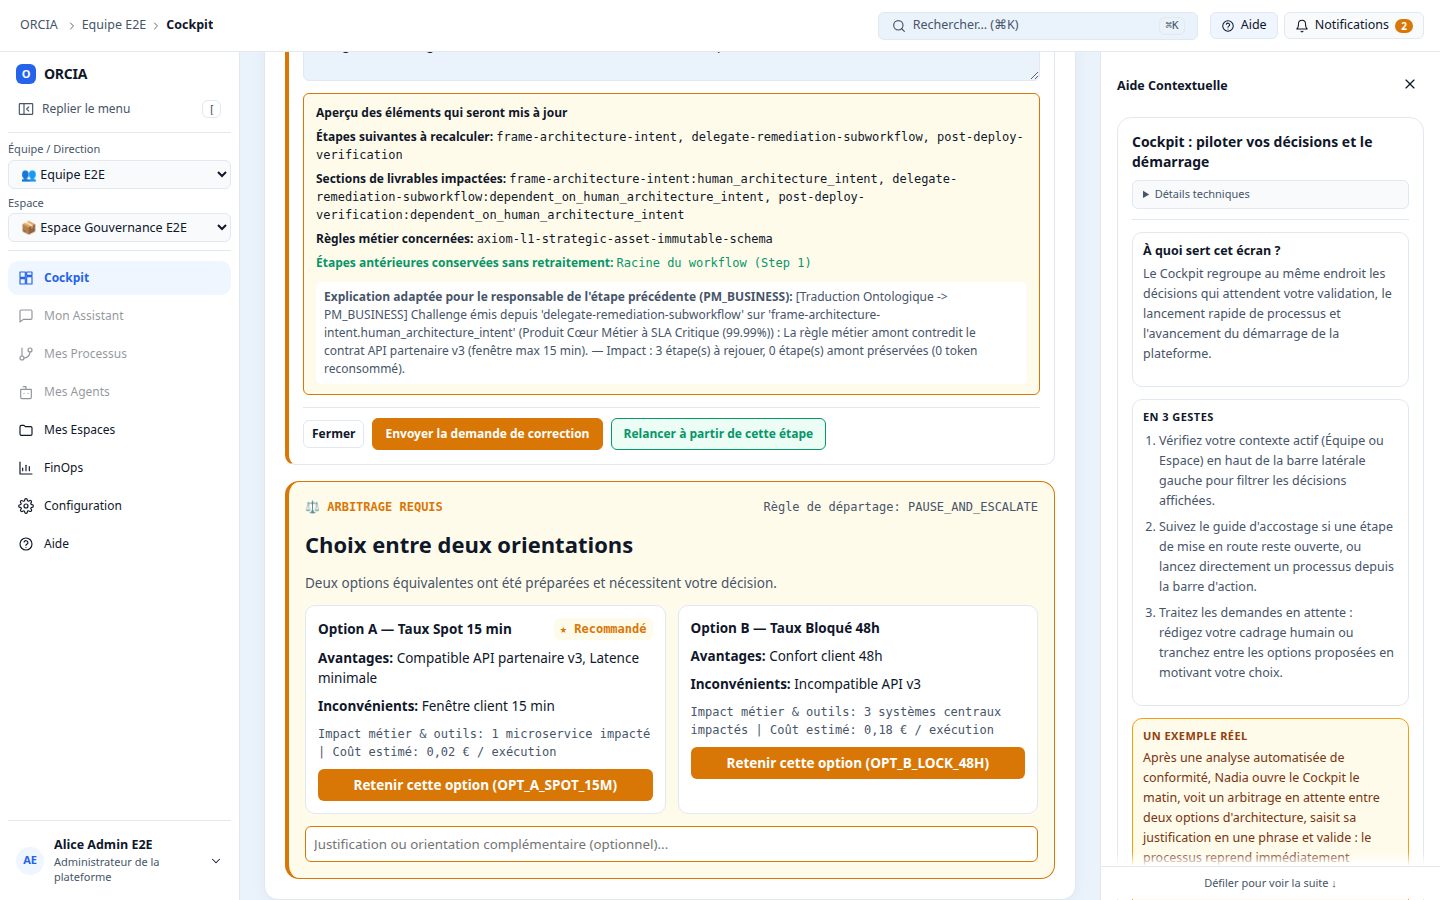 ORCIA > Equipe E2E > Cockpit
Rechercher... (⌘K) ⌘K
Aide
Notifications 2
O ORCIA
Replier le menu [
Équipe / Direction
👥 Equipe E2E
Espace
📦 Espace Gouvernance E2E
Cockpit
Mon Assistant
Mes Processus
Mes Agents
Mes Espaces
FinOps
Configuration
Aide
AE
Alice Admin E2E
Administrateur de la
plateforme
Aperçu des éléments qui seront mis à jour
Étapes suivantes à recalculer: frame-architecture-intent, delegate-remediation-subworkflow, post-deploy-
verification
Sections de livrables impactées: frame-architecture-intent:human_architecture_intent, delegate-
remediation-subworkflow:dependent_on_human_architecture_intent, post-deploy-
verification:dependent_on_human_architecture_intent
Règles métier concernées: axiom-l1-strategic-asset-immutable-schema
Étapes antérieures conservées sans retraitement: Racine du workflow (Step 1)
Explication adaptée pour le responsable de l'étape précédente (PM_BUSINESS): [Traduction Ontologique ->
PM_BUSINESS] Challenge émis depuis 'delegate-remediation-subworkflow' sur 'frame-architecture-
intent.human_architecture_intent' (Produit Cœur Métier à SLA Critique (99.99%)) : La règle métier amont contredit le
contrat API partenaire v3 (fenêtre max 15 min). — Impact : 3 étape(s) à rejouer, 0 étape(s) amont préservées (0 token
reconsommé).
Fermer
Envoyer la demande de correction
Relancer à partir de cette étape
⚖️ ARBITRAGE REQUIS
Règle de départage: PAUSE_AND_ESCALATE
Choix entre deux orientations
Deux options équivalentes ont été préparées et nécessitent votre décision.
Option A — Taux Spot 15 min
★ Recommandé
Avantages: Compatible API partenaire v3, Latence
minimale
Inconvénients: Fenêtre client 15 min
Impact métier & outils: 1 microservice impacté
| Coût estimé: 0,02 € / exécution
Retenir cette option (OPT_A_SPOT_15M)
Option B — Taux Bloqué 48h
Avantages: Confort client 48h
Inconvénients: Incompatible API v3
Impact métier & outils: 3 systèmes centraux
impactés | Coût estimé: 0,18 € / exécution
Retenir cette option (OPT_B_LOCK_48H)
Justification ou orientation complémentaire (optionnel)...
Aide Contextuelle
Cockpit : piloter vos décisions et le
démarrage
▶ Détails techniques
À quoi sert cet écran ?
Le Cockpit regroupe au même endroit les
décisions qui attendent votre validation, le
lancement rapide de processus et
l'avancement du démarrage de la
plateforme.
EN 3 GESTES
1. Vérifiez votre contexte actif (Équipe ou
Espace) en haut de la barre latérale
gauche pour filtrer les décisions
affichées.
2. Suivez le guide d'accostage si une étape
de mise en route reste ouverte, ou
lancez directement un processus depuis
la barre d'action.
3. Traitez les demandes en attente :
rédigez votre cadrage humain ou
tranchez entre les options proposées en
motivant votre choix.
UN EXEMPLE RÉEL
Après une analyse automatisée de
conformité, Nadia ouvre le Cockpit le
matin, voit un arbitrage en attente entre
deux options d'architecture, saisit sa
justification en une phrase et valide : le
processus reprend immédiatement
Défiler pour voir la suite ↓